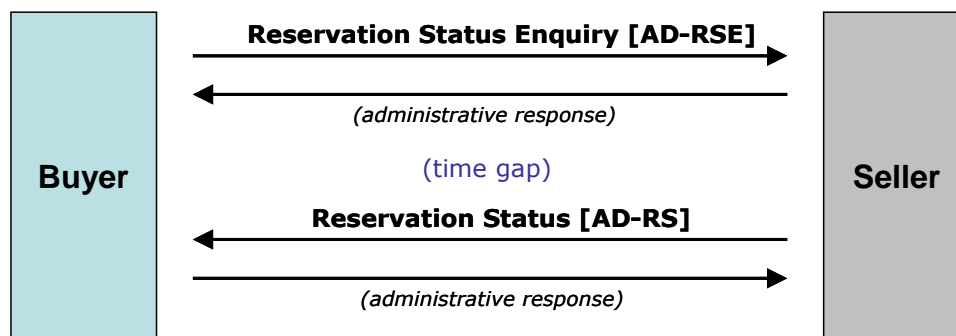 Reservation Status Enquiry [AD-RSE]
(administrative response)
(time gap)
Buyer
Seller
Reservation Status [AD-RS]
(administrative response)